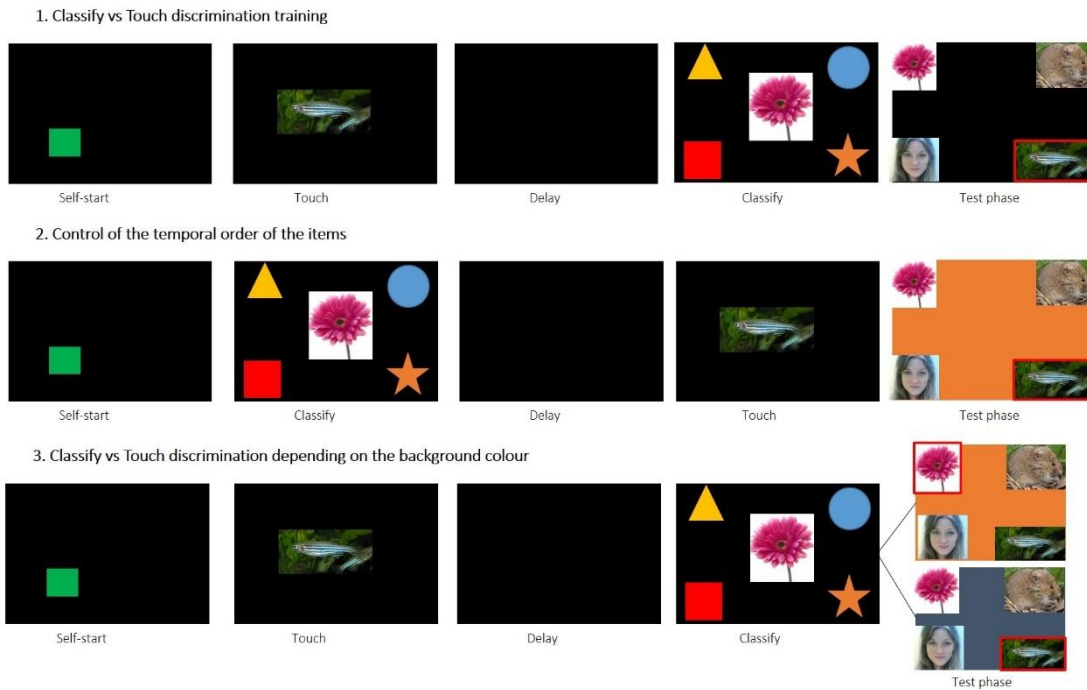 1. Classify vs Touch discrimination training
Self-start
Touch
Delay
Classify
Test phase
2. Control of the temporal order of the items
Self-start
Classify
Delay
Touch
Test phase
3. Classify vs Touch discrimination depending on the background colour
Self-start
Touch
Delay
Classify
Test phase